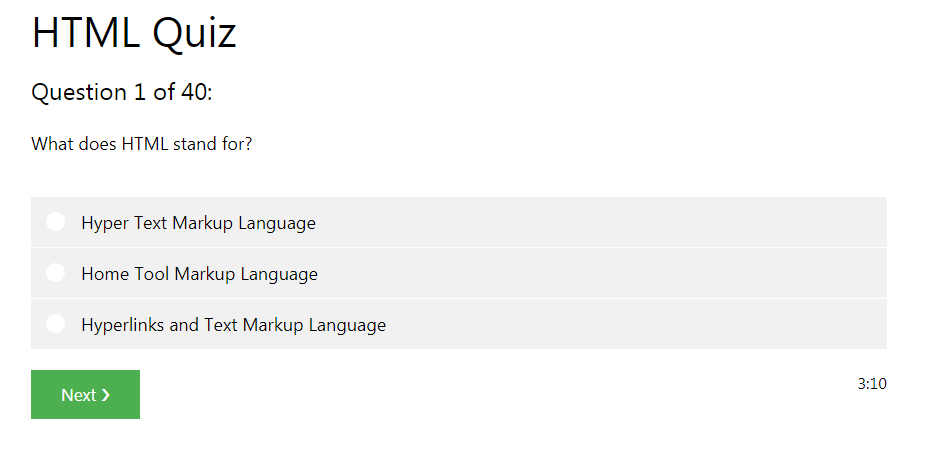 HTML Quiz
Question 1 of 40:
What does HTML stand for?
Hyper Text Markup Language
Home Tool Markup Language
Hyperlinks and Text Markup Language
Next ❯
3:10